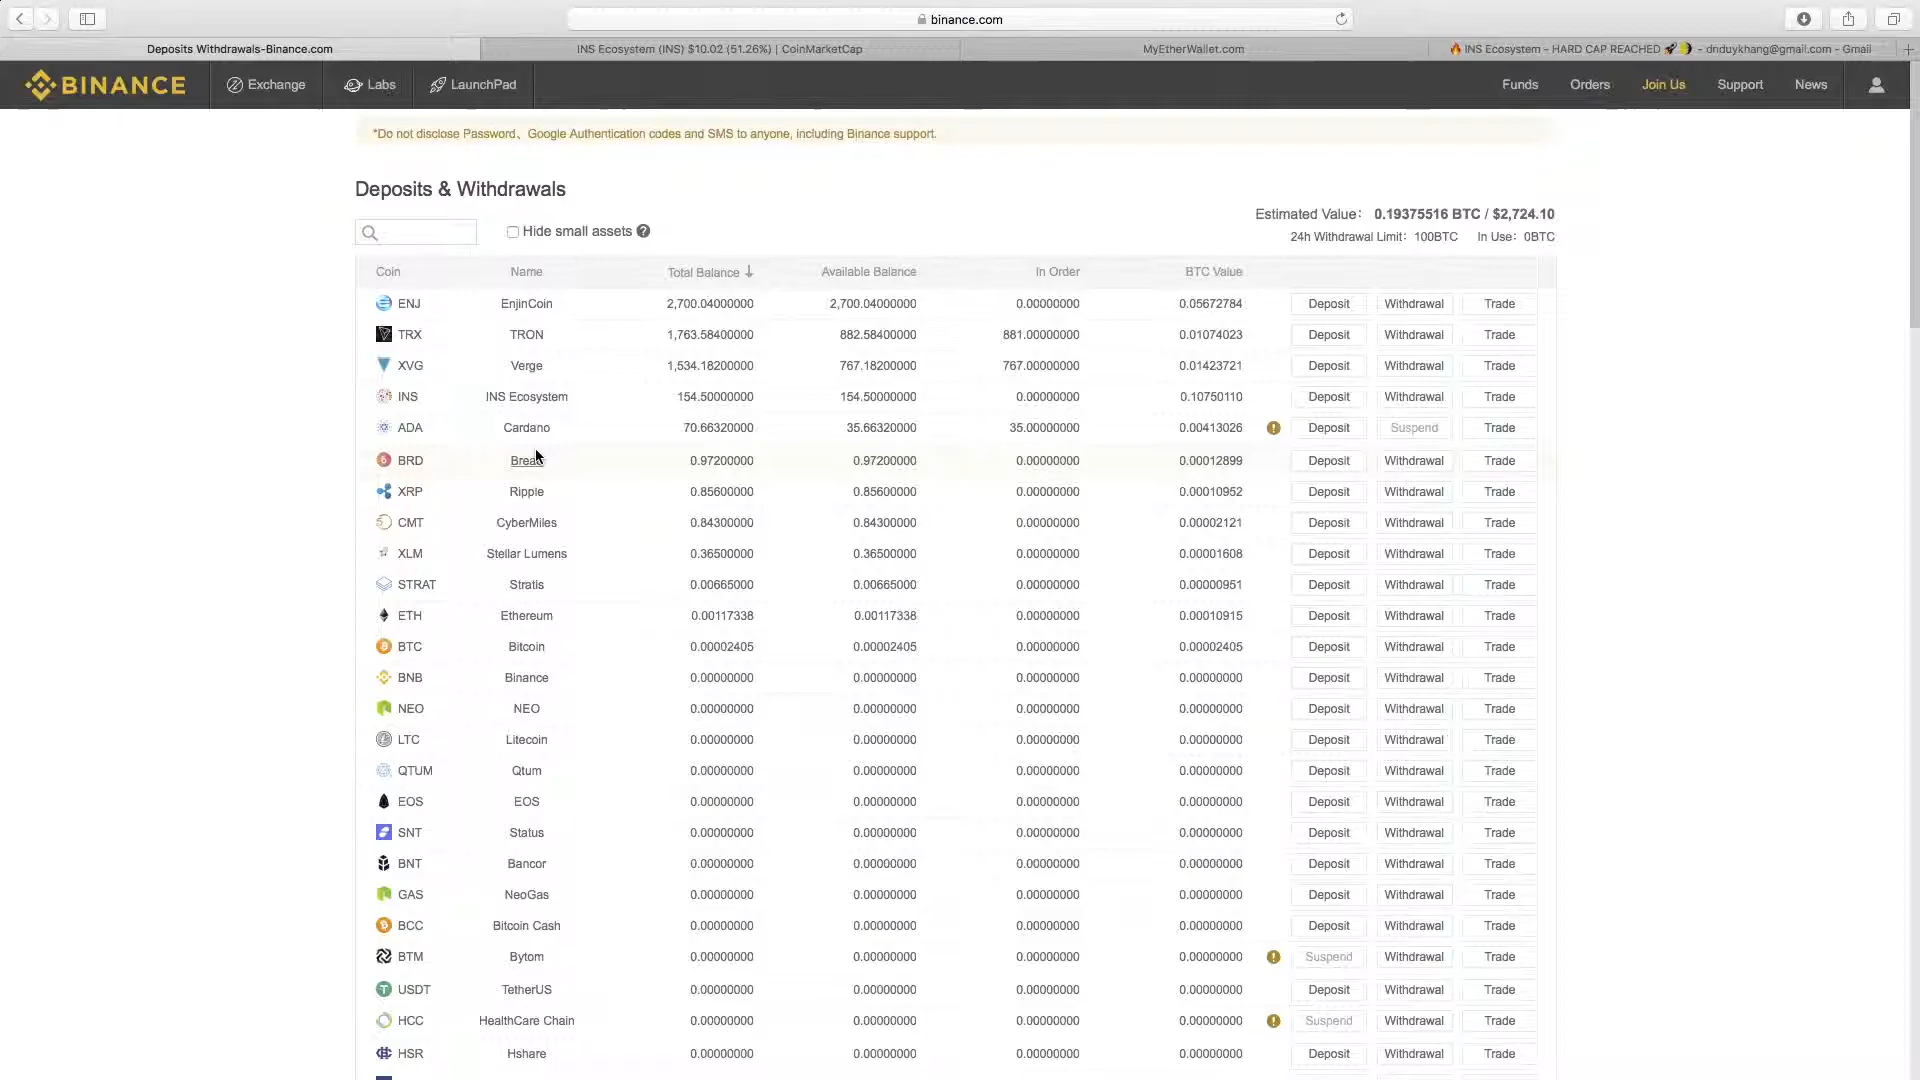 binance.com
Deposits Withdrawals-Binance.com
INS Ecosystem (INS) $10.02 (51.26%) | CoinMarketCap
MyEtherWallet.com
🔥 INS Ecosystem - HARD CAP REACHED 🚀🌒 - dnduykhang@gmail.com - Gmail
BINANCE Exchange Labs LaunchPad Funds Orders Join Us Support News
*Do not disclose Password、Google Authentication codes and SMS to anyone, including Binance support.
Deposits & Withdrawals
Estimated Value： 0.19375516 BTC / $2,724.10
Hide small assets ?
24h Withdrawal Limit：100BTC In Use：0BTC
Coin Name Total Balance ↓ Available Balance In Order BTC Value
ENJ EnjinCoin 2,700.04000000 2,700.04000000 0.00000000 0.05672784 Deposit Withdrawal Trade
TRX TRON 1,763.58400000 882.58400000 881.00000000 0.01074023 Deposit Withdrawal Trade
XVG Verge 1,534.18200000 767.18200000 767.00000000 0.01423721 Deposit Withdrawal Trade
INS INS Ecosystem 154.50000000 154.50000000 0.00000000 0.10750110 Deposit Withdrawal Trade
ADA Cardano 70.66320000 35.66320000 35.00000000 0.00413026 ! Deposit Suspend Trade
BRD Bread 0.97200000 0.97200000 0.00000000 0.00012899 Deposit Withdrawal Trade
XRP Ripple 0.85600000 0.85600000 0.00000000 0.00010952 Deposit Withdrawal Trade
CMT CyberMiles 0.84300000 0.84300000 0.00000000 0.00002121 Deposit Withdrawal Trade
XLM Stellar Lumens 0.36500000 0.36500000 0.00000000 0.00001608 Deposit Withdrawal Trade
STRAT Stratis 0.00665000 0.00665000 0.00000000 0.00000951 Deposit Withdrawal Trade
ETH Ethereum 0.00117338 0.00117338 0.00000000 0.00010915 Deposit Withdrawal Trade
BTC Bitcoin 0.00002405 0.00002405 0.00000000 0.00002405 Deposit Withdrawal Trade
BNB Binance 0.00000000 0.00000000 0.00000000 0.00000000 Deposit Withdrawal Trade
NEO NEO 0.00000000 0.00000000 0.00000000 0.00000000 Deposit Withdrawal Trade
LTC Litecoin 0.00000000 0.00000000 0.00000000 0.00000000 Deposit Withdrawal Trade
QTUM Qtum 0.00000000 0.00000000 0.00000000 0.00000000 Deposit Withdrawal Trade
EOS EOS 0.00000000 0.00000000 0.00000000 0.00000000 Deposit Withdrawal Trade
SNT Status 0.00000000 0.00000000 0.00000000 0.00000000 Deposit Withdrawal Trade
BNT Bancor 0.00000000 0.00000000 0.00000000 0.00000000 Deposit Withdrawal Trade
GAS NeoGas 0.00000000 0.00000000 0.00000000 0.00000000 Deposit Withdrawal Trade
BCC Bitcoin Cash 0.00000000 0.00000000 0.00000000 0.00000000 Deposit Withdrawal Trade
BTM Bytom 0.00000000 0.00000000 0.00000000 0.00000000 ! Suspend Withdrawal Trade
USDT TetherUS 0.00000000 0.00000000 0.00000000 0.00000000 Deposit Withdrawal Trade
HCC HealthCare Chain 0.00000000 0.00000000 0.00000000 0.00000000 ! Suspend Withdrawal Trade
HSR Hshare 0.00000000 0.00000000 0.00000000 0.00000000 Deposit Withdrawal Trade